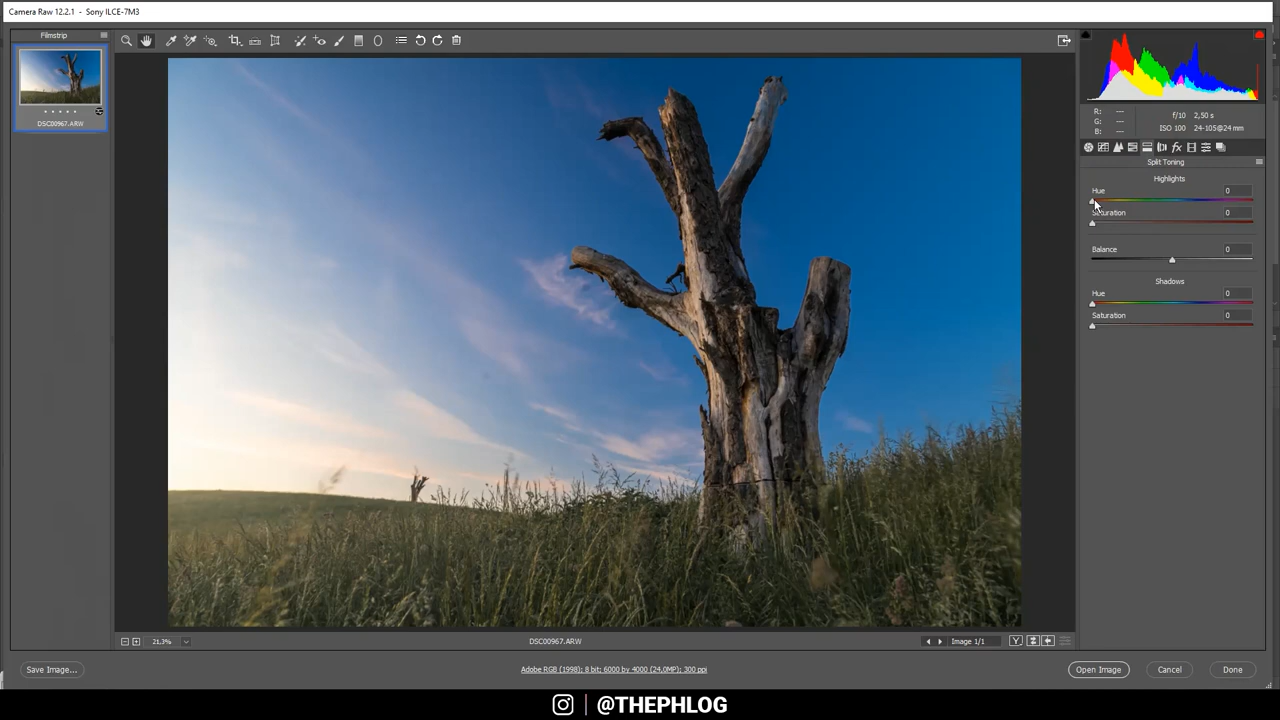 Camera Raw 12.2.1 - Sony ILCE-7M3
Filmstrip
DSC00967.ARW
R: ---
G: ---
B: ---
f/10 2,50 s
ISO 100 24-105@24 mm
fx
Split Toning
Highlights
Hue 0
Saturation 0
Balance 0
Shadows
Hue 0
Saturation 0
21,3%
DSC00967.ARW
Image 1/1
Y
Save Image...
Adobe RGB (1998); 8 bit; 6000 by 4000 (24,0MP); 300 ppi
Open Image
Cancel
Done
@THEPHLOG